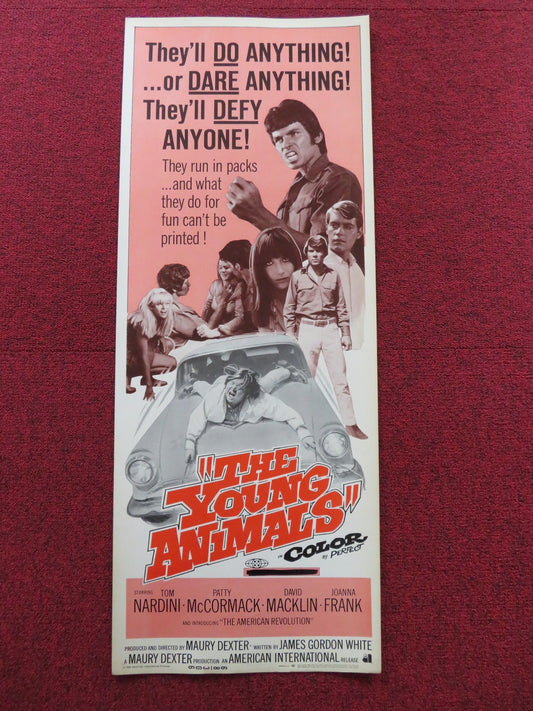 They'll DO ANYTHING!
...or DARE ANYTHING!
They'll DEFY
ANYONE!
They run in packs
...and what
they do for
fun can't be
printed!
"THE
YOUNG
ANIMALS"
IN COLOR
BY PERFECT
STARRING TOM NARDINI · PATTY McCORMACK · DAVID MACKLIN · JOANNA FRANK
AND INTRODUCING "THE AMERICAN REVOLUTION"
PRODUCED AND DIRECTED BY MAURY DEXTER · WRITTEN BY JAMES GORDON WHITE
A MAURY DEXTER PRODUCTION AN AMERICAN INTERNATIONAL RELEASE